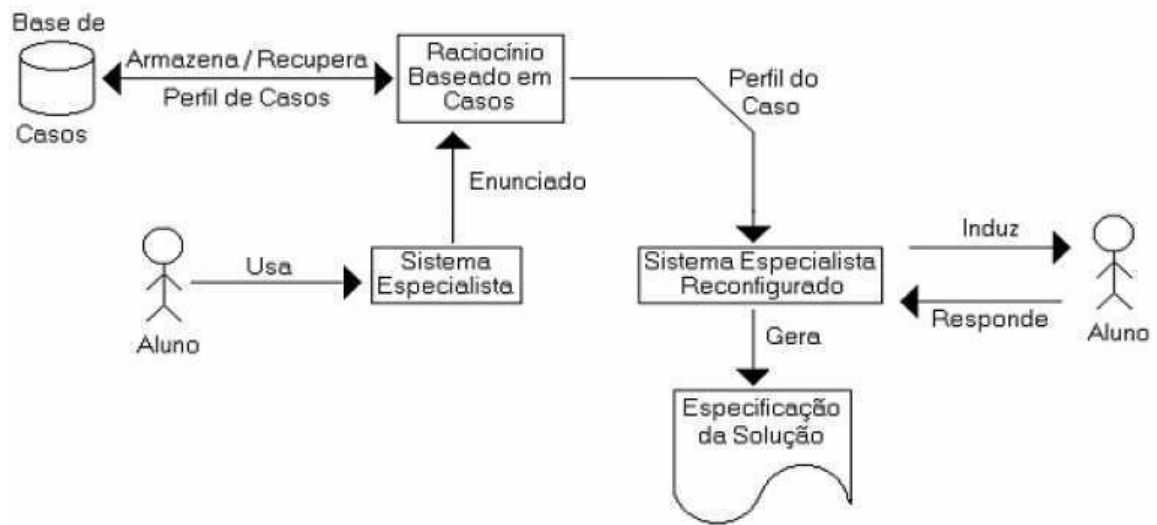 Base de
Casos
Armazena / Recupera
Perfil de Casos
Raciocínio
Baseado em
Casos
Perfil do
Caso
Enunciado
Aluno
Usa
Sistema
Especialista
Sistema Especialista
Reconfigurado
Induz
Responde
Aluno
Gera
Especificação
da Solução